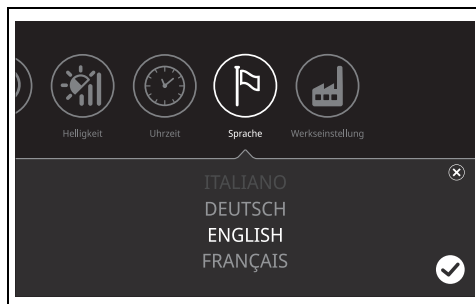 Helligkeit Uhrzeit Sprache Werkseinstellung
ITALIANO
DEUTSCH
ENGLISH
FRANÇAIS